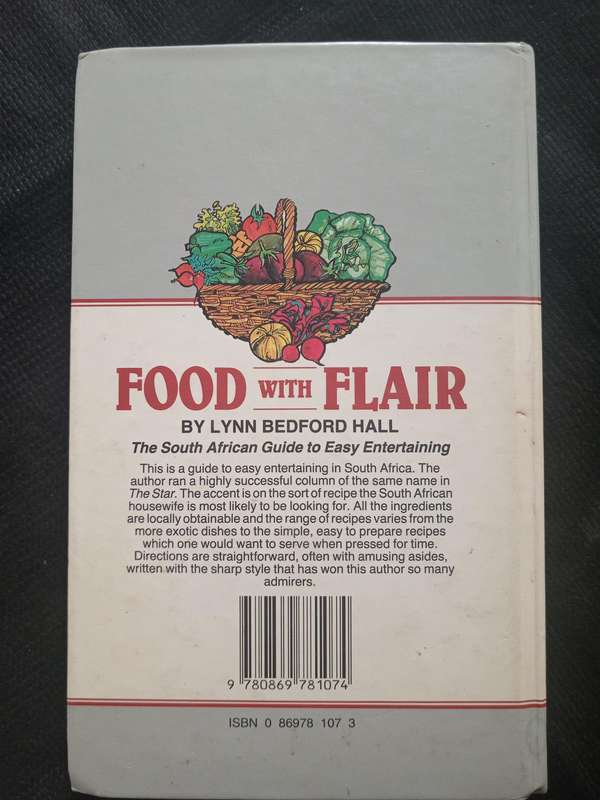 FOOD WITH FLAIR
BY LYNN BEDFORD HALL
The South African Guide to Easy Entertaining
This is a guide to easy entertaining in South Africa. The
author ran a highly successful column of the same name in
The Star. The accent is on the sort of recipe the South African
housewife is most likely to be looking for. All the ingredients
are locally obtainable and the range of recipes varies from the
more exotic dishes to the simple, easy to prepare recipes
which one would want to serve when pressed for time.
Directions are straightforward, often with amusing asides,
written with the sharp style that has won this author so many
admirers.
9 780869 781074
ISBN 0 86978 107 3